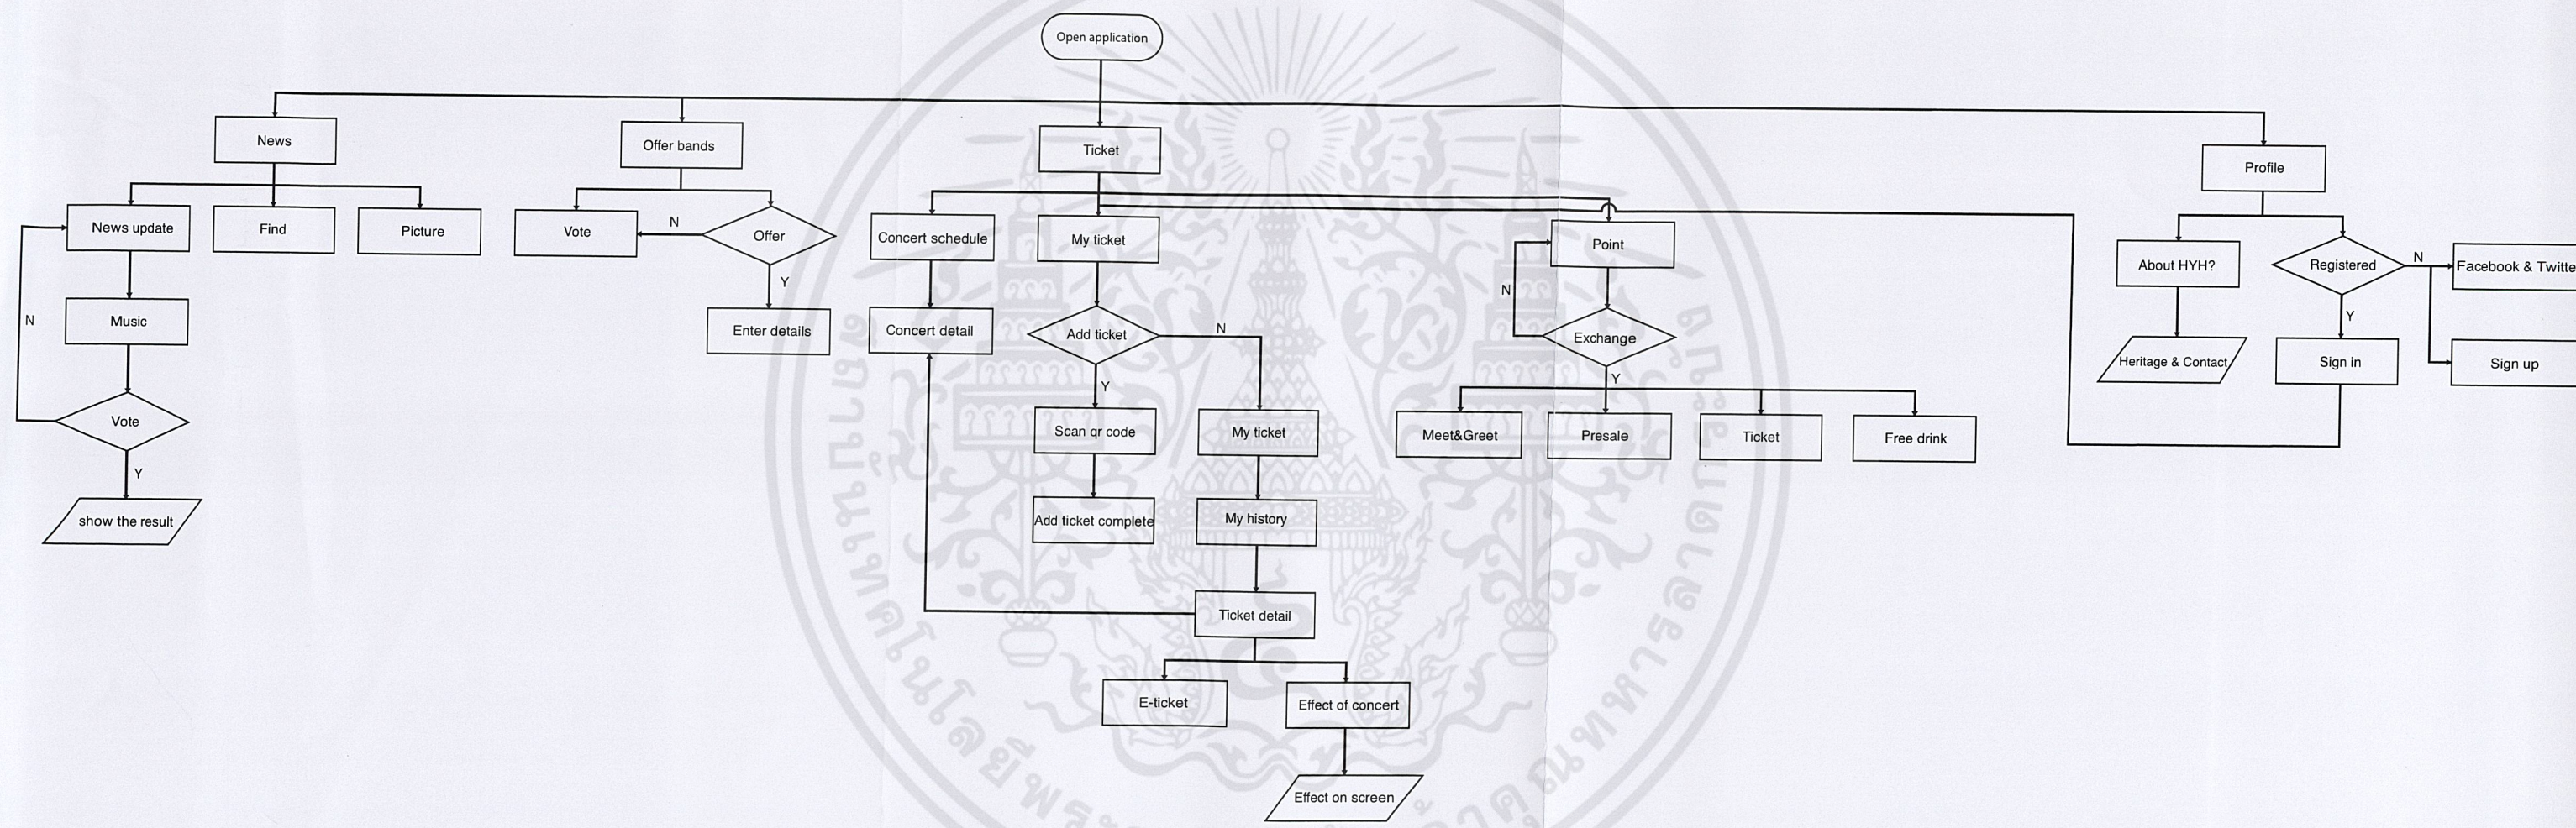 Open application
News
Offer bands
Ticket
Profile
News update
Find
Picture
Vote
N
Offer
Concert schedule
My ticket
Point
About HYH?
Registered
N
Facebook & Twitte
N
Music
Y
Enter details
Concert detail
Add ticket
N
N
Exchange
Heritage & Contact
Y
Sign in
Sign up
Vote
Y
Scan qr code
My ticket
Y
Meet&Greet
Presale
Ticket
Free drink
Y
show the result
Add ticket complete
My history
Ticket detail
E-ticket
Effect of concert
Effect on screen